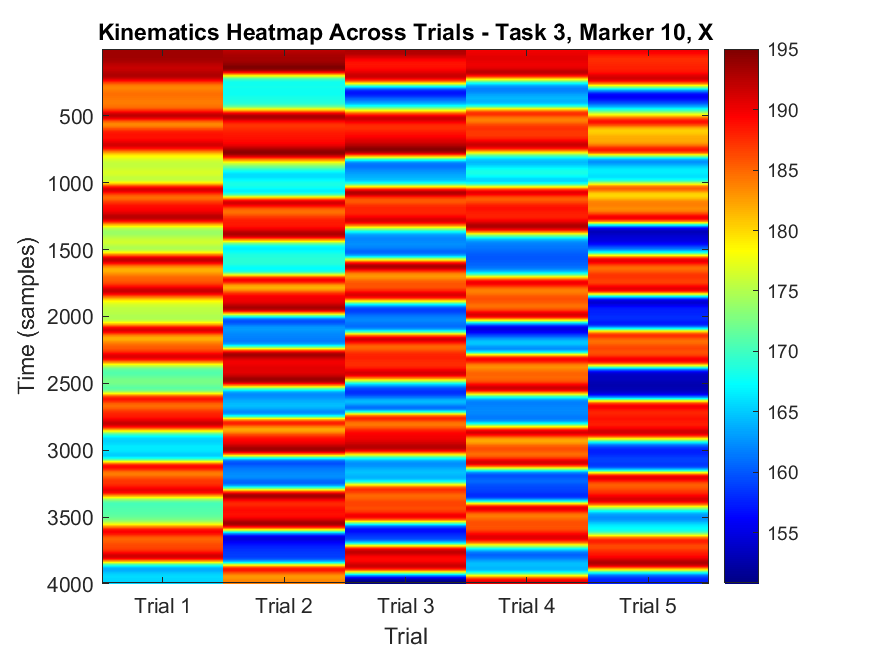 Kinematics Heatmap Across Trials - Task 3, Marker 10, X
Time (samples)
500
1000
1500
2000
2500
3000
3500
4000
Trial 1
Trial 2
Trial 3
Trial 4
Trial 5
Trial
195
190
185
180
175
170
165
160
155